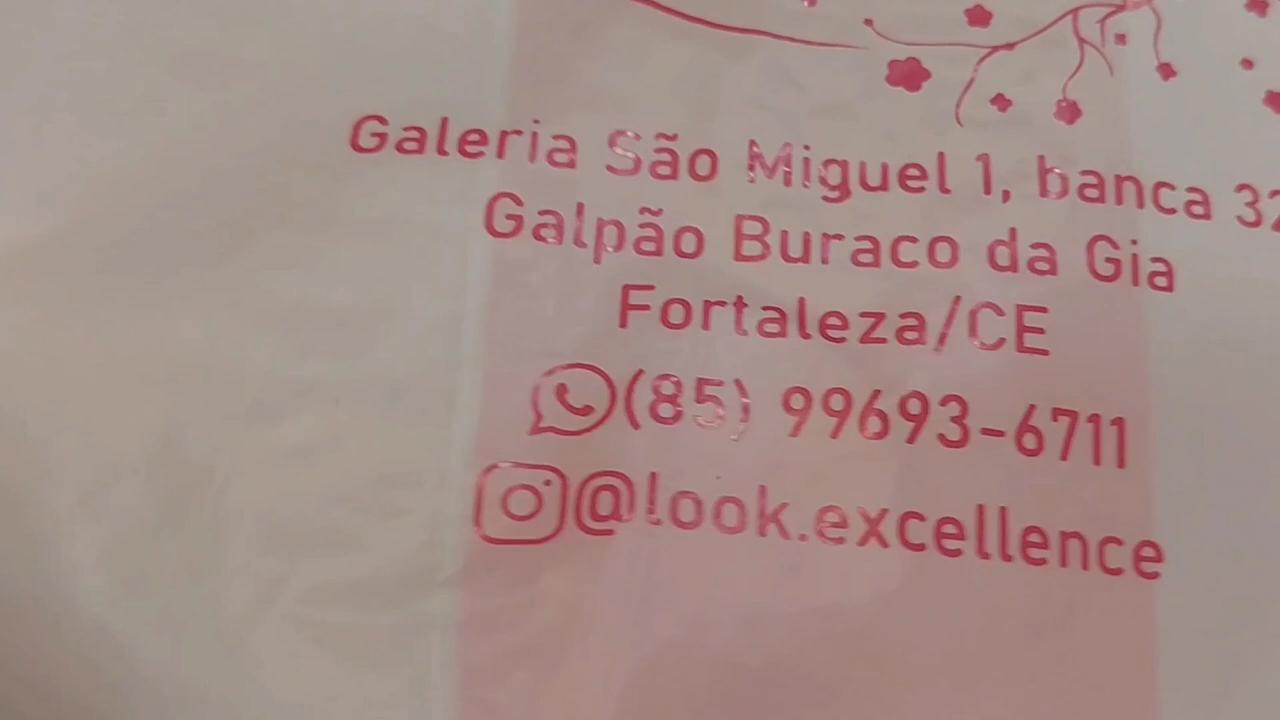 Galeria São Miguel 1, banca
Galpão Buraco da Gia
Fortaleza/CE
(85) 99693-6711
@look.excellence